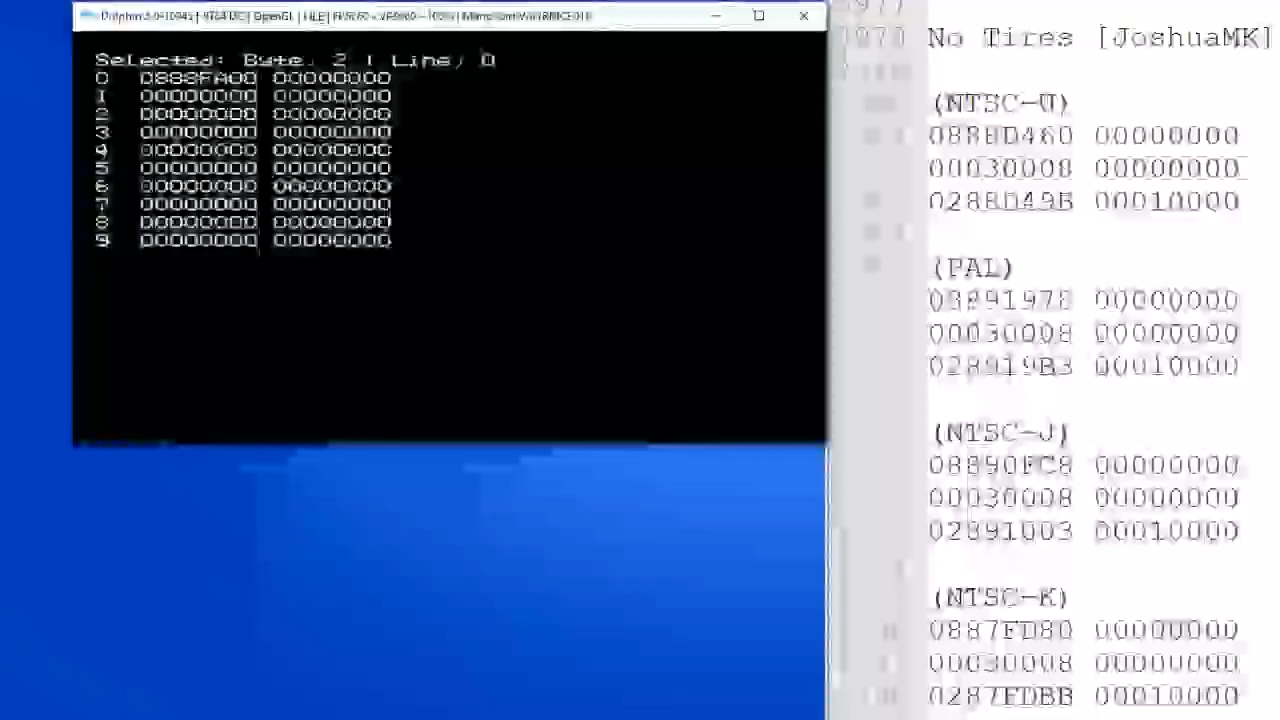 Selected: Byte: 2 | Line: 0
0 0888FA00 00000000
1 00000000 00000000
2 00000000 00000000
3 00000000 00000000
4 00000000 00000000
5 00000000 00000000
6 00000000 00000000
7 00000000 00000000
8 00000000 00000000
9 00000000 00000000
No Tires [JoshuaMK]
(NTSC-U)
088BD460 00000000
00030008 00000000
028BD49B 00010000
(PAL)
08891978 00000000
00030008 00000000
028919B3 00010000
(NTSC-J)
08890FC8 00000000
00030008 00000000
02891003 00010000
(NTSC-K)
0887FD80 00000000
00030008 00000000
0287FDBB 00010000